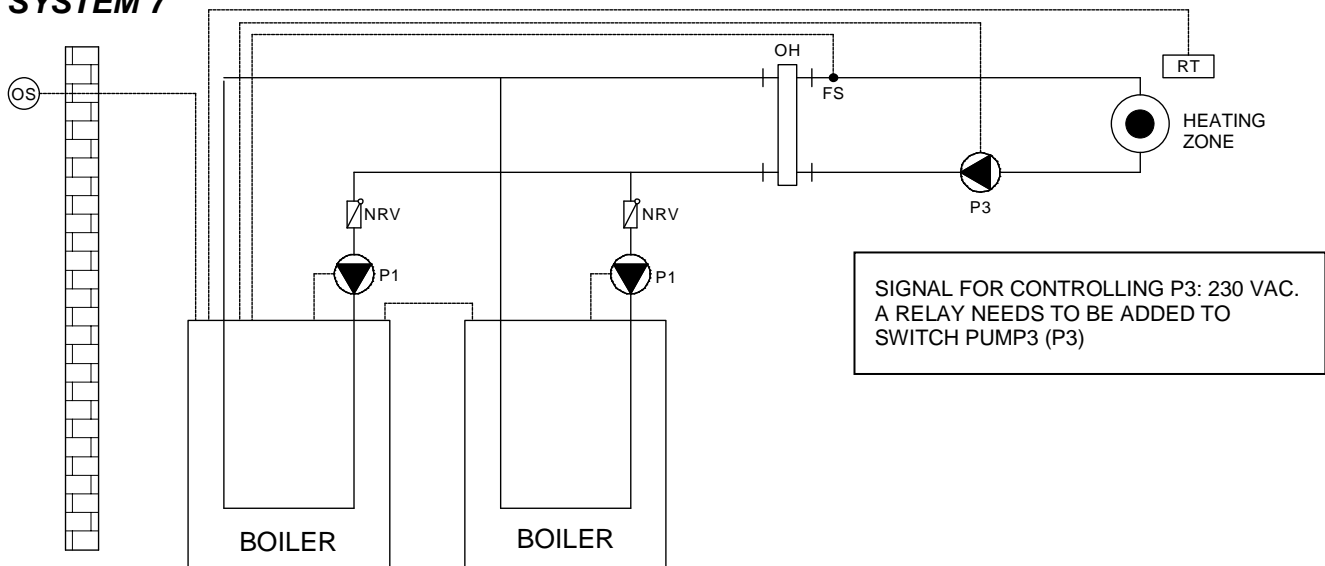 SYSTEM 7
OH
RT
OS
FS
HEATING
ZONE
P3
NRV
NRV
P1
P1
SIGNAL FOR CONTROLLING P3: 230 VAC.
A RELAY NEEDS TO BE ADDED TO
SWITCH PUMP3 (P3)
BOILER
BOILER